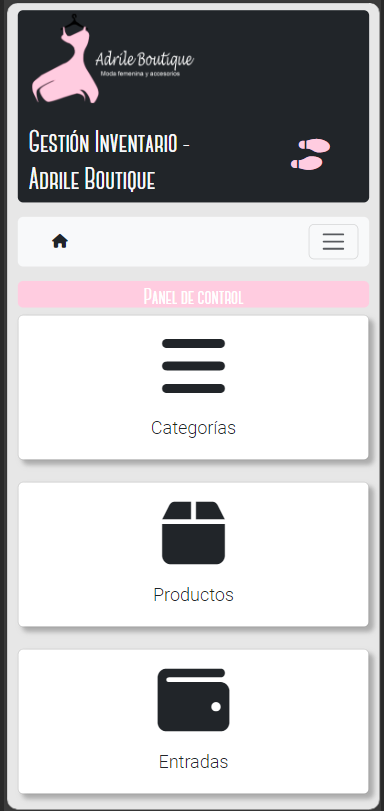 Adrile Boutique
Moda femenina y accesorios
Gestión Inventario -
Adrile Boutique
Panel de control
Categorías
Productos
Entradas